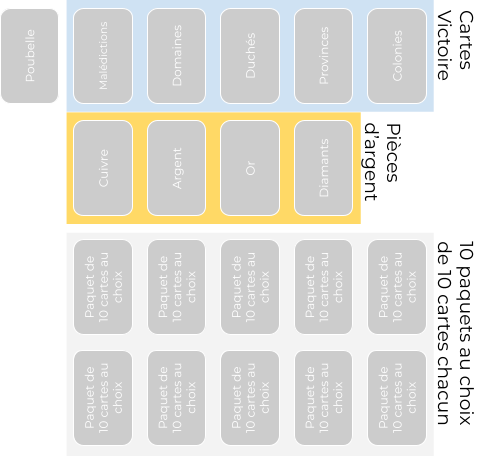 Poubelle
Malédictions
Domaines
Duchés
Provinces
Colonies
Cartes
Victoire
Cuivre
Argent
Or
Diamants
Pièces
d'argent
Paquet de
10 cartes au
choix
Paquet de
10 cartes au
choix
Paquet de
10 cartes au
choix
Paquet de
10 cartes au
choix
Paquet de
10 cartes au
choix
Paquet de
10 cartes au
choix
Paquet de
10 cartes au
choix
Paquet de
10 cartes au
choix
Paquet de
10 cartes au
choix
Paquet de
10 cartes au
choix
10 paquets au choix
de 10 cartes chacun